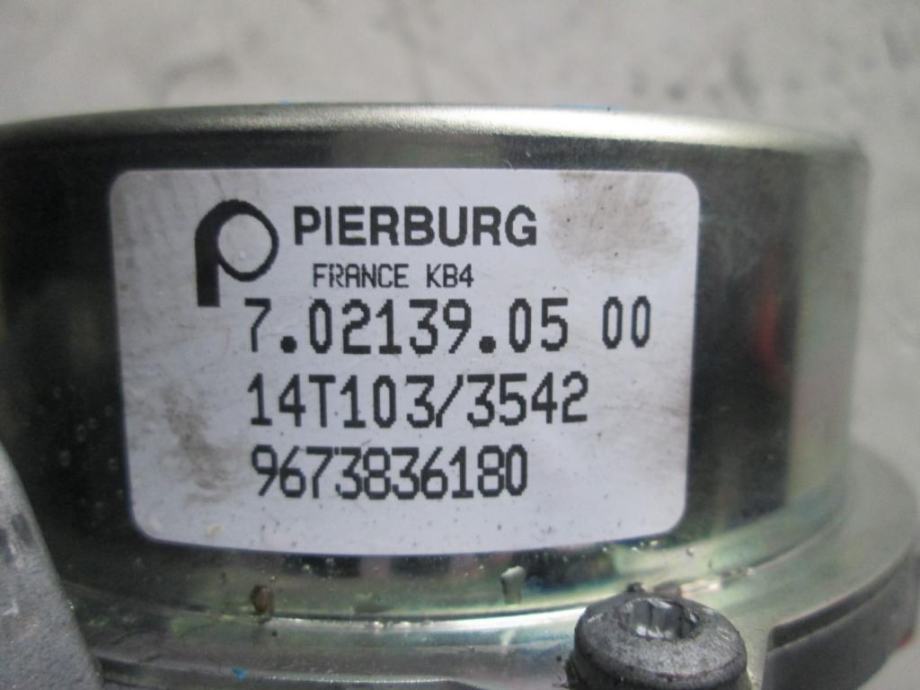 PIERBURG
FRANCE KB4
7.02139.05 00
14T103/3542
9673836180